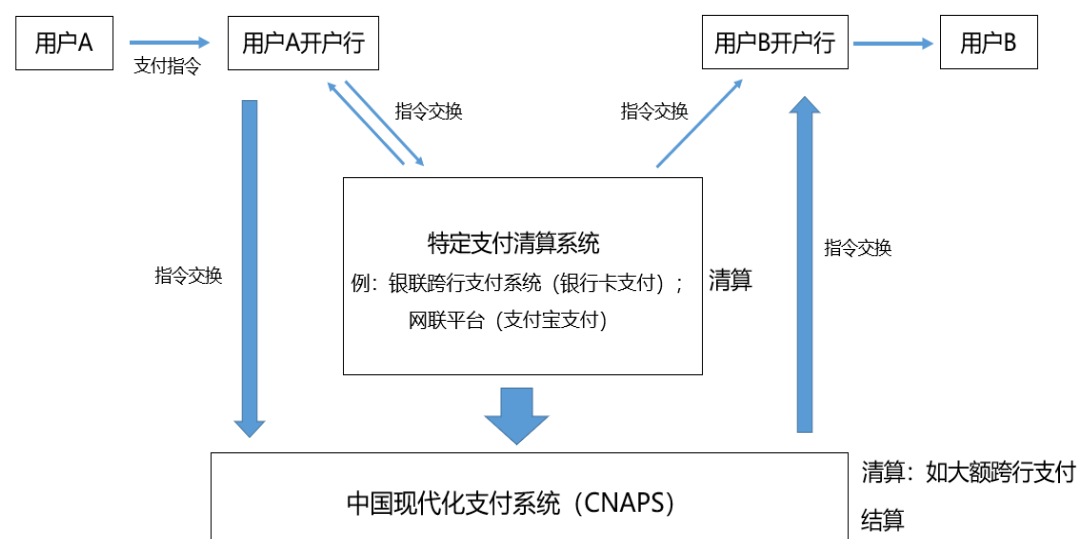 用户A
支付指令
用户A开户行
用户B开户行
用户B
指令交换
指令交换
特定支付清算系统
例：银联跨行支付系统（银行卡支付）；
网联平台（支付宝支付）
清算
指令交换
指令交换
中国现代化支付系统（CNAPS）
清算：如大额跨行支付
结算